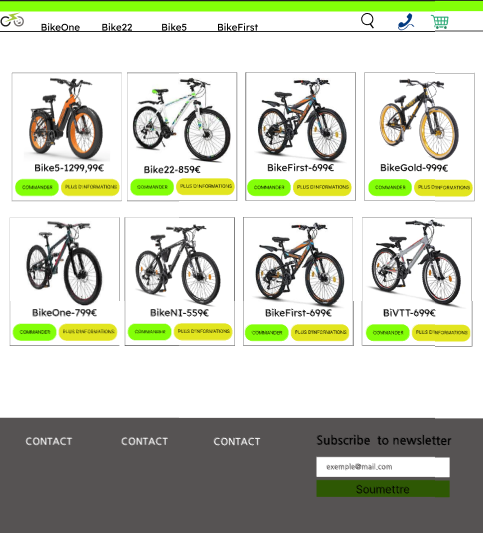 BikeOne Bike22 Bike5 BikeFirst
Bike5-1299,99€
COMMANDER PLUS D'INFORMATIONS
Bike22-859€
COMMANDER PLUS D'INFORMATIONS
BikeFirst-699€
COMMANDER PLUS D'INFORMATIONS
BikeGold-999€
COMMANDER PLUS D'INFORMATIONS
BikeOne-799€
COMMANDER PLUS D'INFORMATIONS
BikeNI-559€
COMMANDER PLUS D'INFORMATIONS
BikeFirst-699€
COMMANDER PLUS D'INFORMATIONS
BiVTT-699€
COMMANDER PLUS D'INFORMATIONS
CONTACT CONTACT CONTACT
Subscribe to newsletter
exemple@mail.com
Soumettre